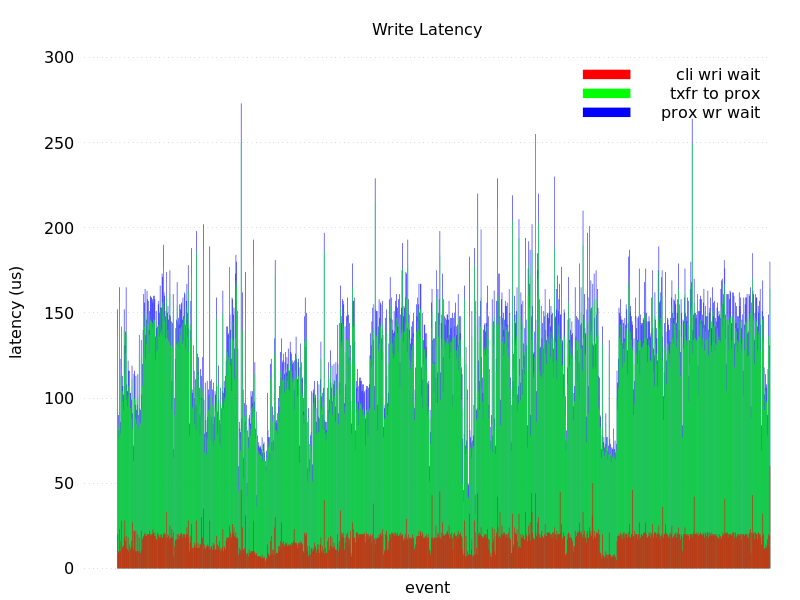 Write Latency
300
cli wri wait
txfr to prox
prox wr wait
250
200
150
100
50
0
latency (us)
event